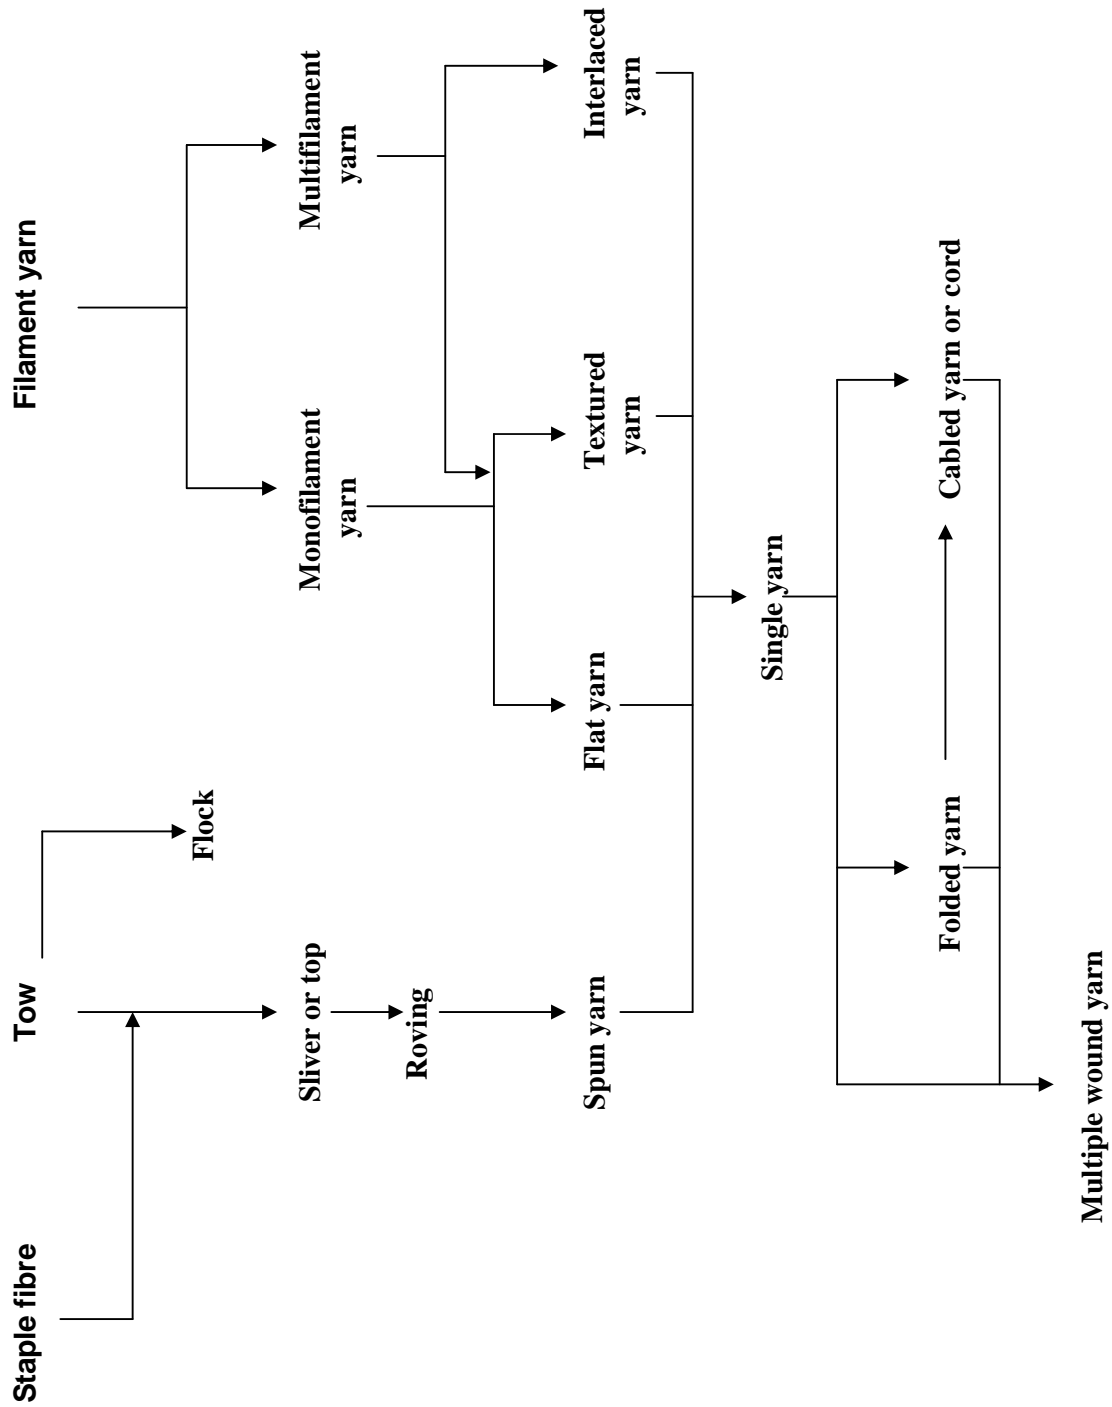 Staple fibre
Tow
Filament yarn
Flock
Monofilament
yarn
Multifilament
yarn
Sliver or top
Roving
Spun yarn
Flat yarn
Textured
yarn
Interlaced
yarn
Single yarn
Folded yarn
Cabled yarn or cord
Multiple wound yarn